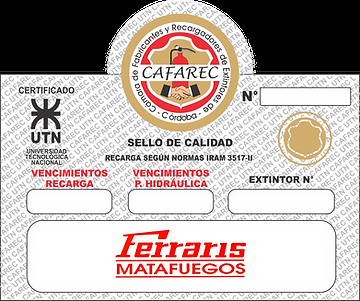 Cámara de Fabricantes y Recargadores de Extintores de
CAFAREC
- Córdoba -
CERTIFICADO
UTN
UNIVERSIDAD
TECNOLÓGICA
NACIONAL
N°
SELLO DE CALIDAD
RECARGA SEGÚN NORMAS IRAM 3517-II
VENCIMIENTOS
RECARGA
VENCIMIENTOS
P. HIDRÁULICA
EXTINTOR N°
Ferraris
MATAFUEGOS